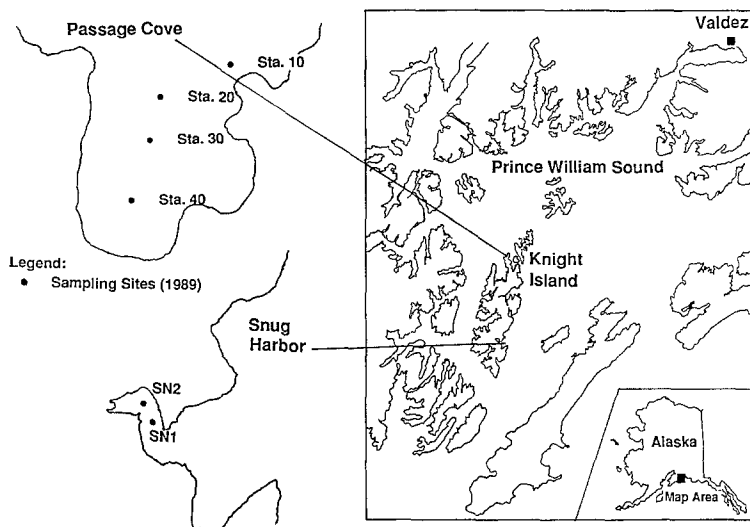 Passage Cove
Sta. 10
Sta. 20
Sta. 30
Sta. 40
Legend:
Sampling Sites (1989)
Snug
Harbor
SN2
SN1
Valdez
Prince William Sound
Knight
Island
Alaska
Map Area